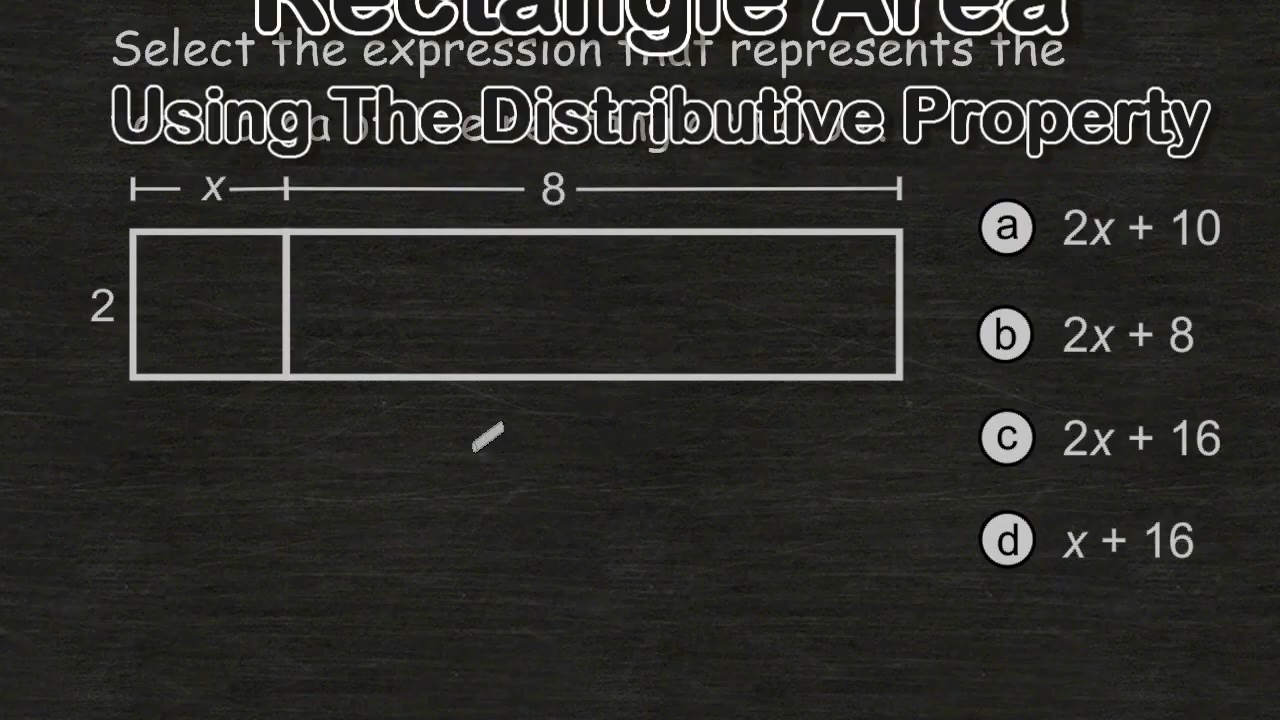 Rectangle Area
Select the expression that represents the
Using The Distributive Property
x 8
2
a 2x + 10
b 2x + 8
c 2x + 16
d x + 16